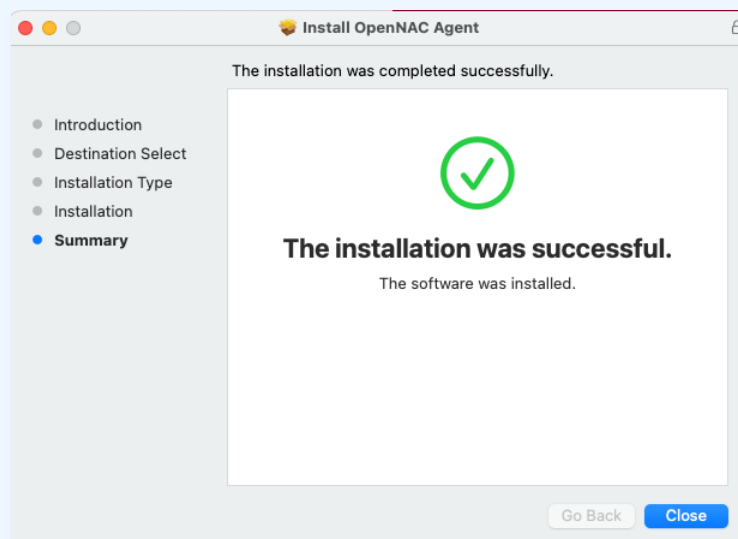 Install OpenNAC Agent
The installation was completed successfully.
Introduction
Destination Select
Installation Type
Installation
Summary
The installation was successful.
The software was installed.
Go Back
Close